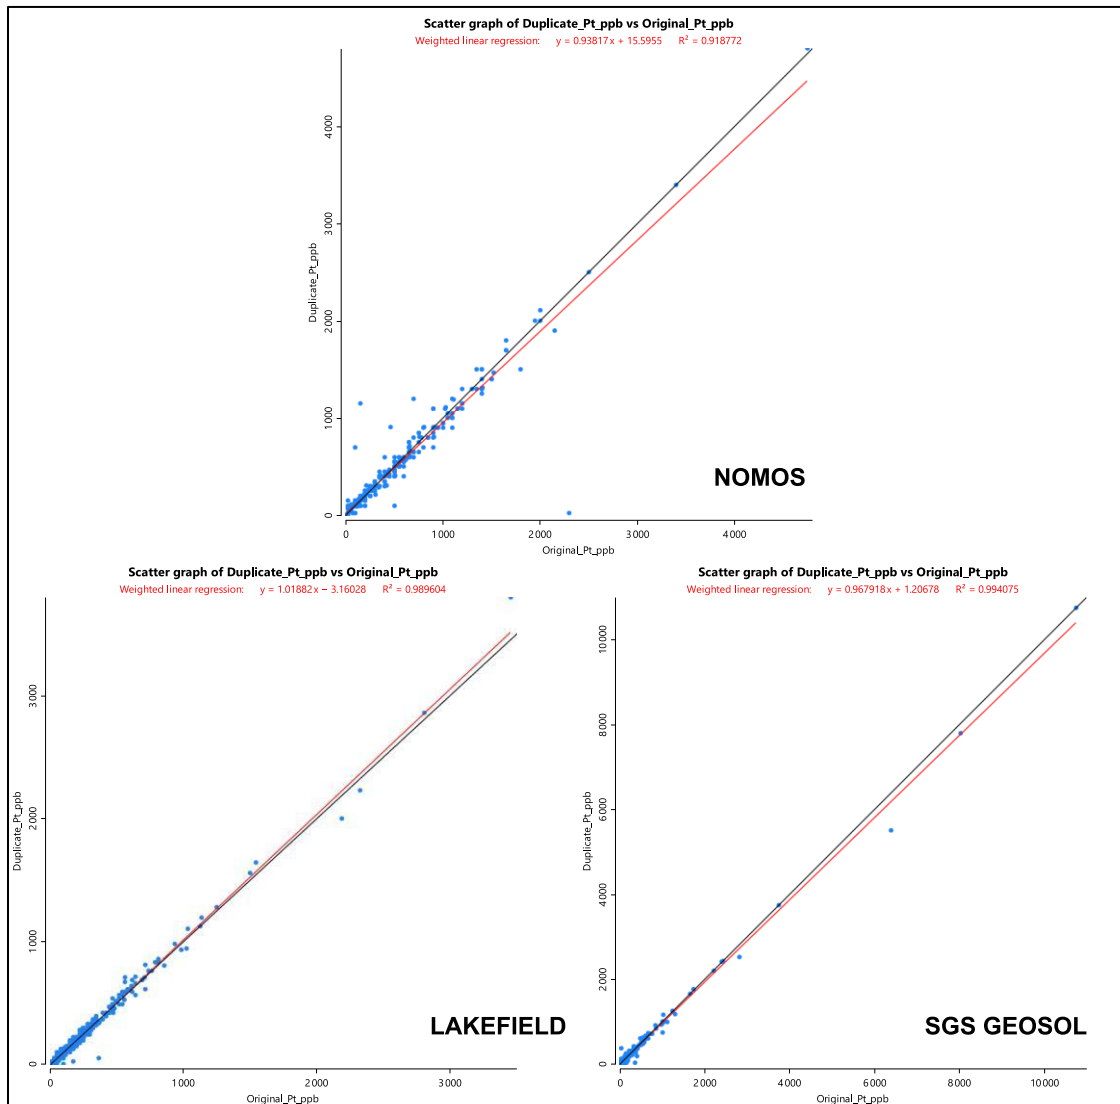 Scatter graph of Duplicate_Pt_ppb vs Original_Pt_ppb
Weighted linear regression: y = 0.93817x + 15.5955 R² = 0.918772
Duplicate_Pt_ppb
4000
3000
2000
1000
0
NOMOS
0 1000 2000 3000 4000
Original_Pt_ppb
Scatter graph of Duplicate_Pt_ppb vs Original_Pt_ppb
Weighted linear regression: y = 1.01882x − 3.16028 R² = 0.989604
Duplicate_Pt_ppb
3000
2000
1000
0
LAKEFIELD
0 1000 2000 3000
Original_Pt_ppb
Scatter graph of Duplicate_Pt_ppb vs Original_Pt_ppb
Weighted linear regression: y = 0.967918x + 1.20678 R² = 0.994075
Duplicate_Pt_ppb
10000
8000
6000
4000
2000
0
SGS GEOSOL
0 2000 4000 6000 8000 10000
Original_Pt_ppb